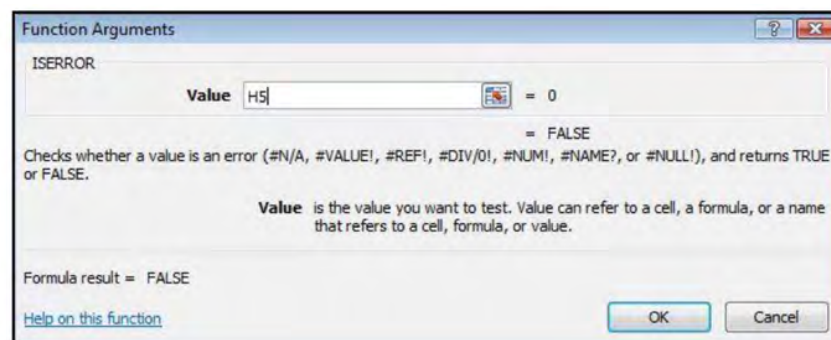 Function Arguments
ISERROR
Value H5 = 0
= FALSE
Checks whether a value is an error (#N/A, #VALUE!, #REF!, #DIV/0!, #NUM!, #NAME?, or #NULL!), and returns TRUE
or FALSE.
Value is the value you want to test. Value can refer to a cell, a formula, or a name
that refers to a cell, formula, or value.
Formula result = FALSE
Help on this function OK Cancel